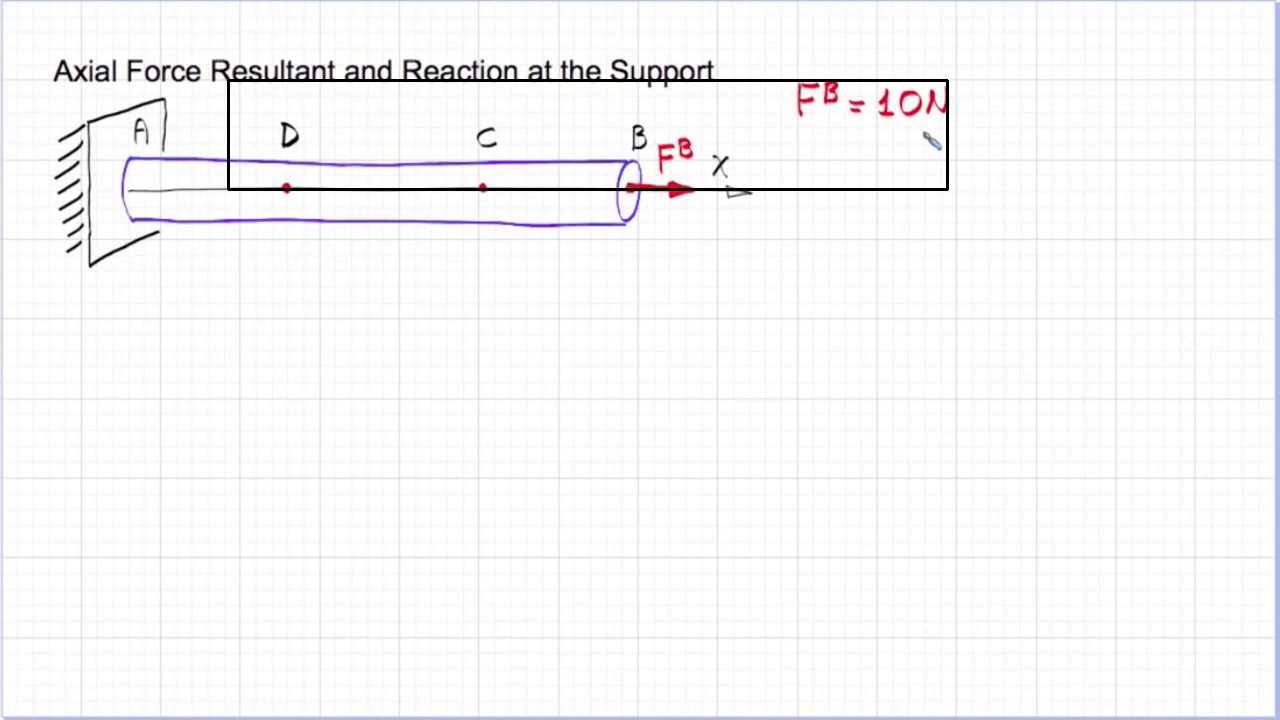 Axial Force Resultant and Reaction at the Support
F^B = 10N
A D C B F^B X